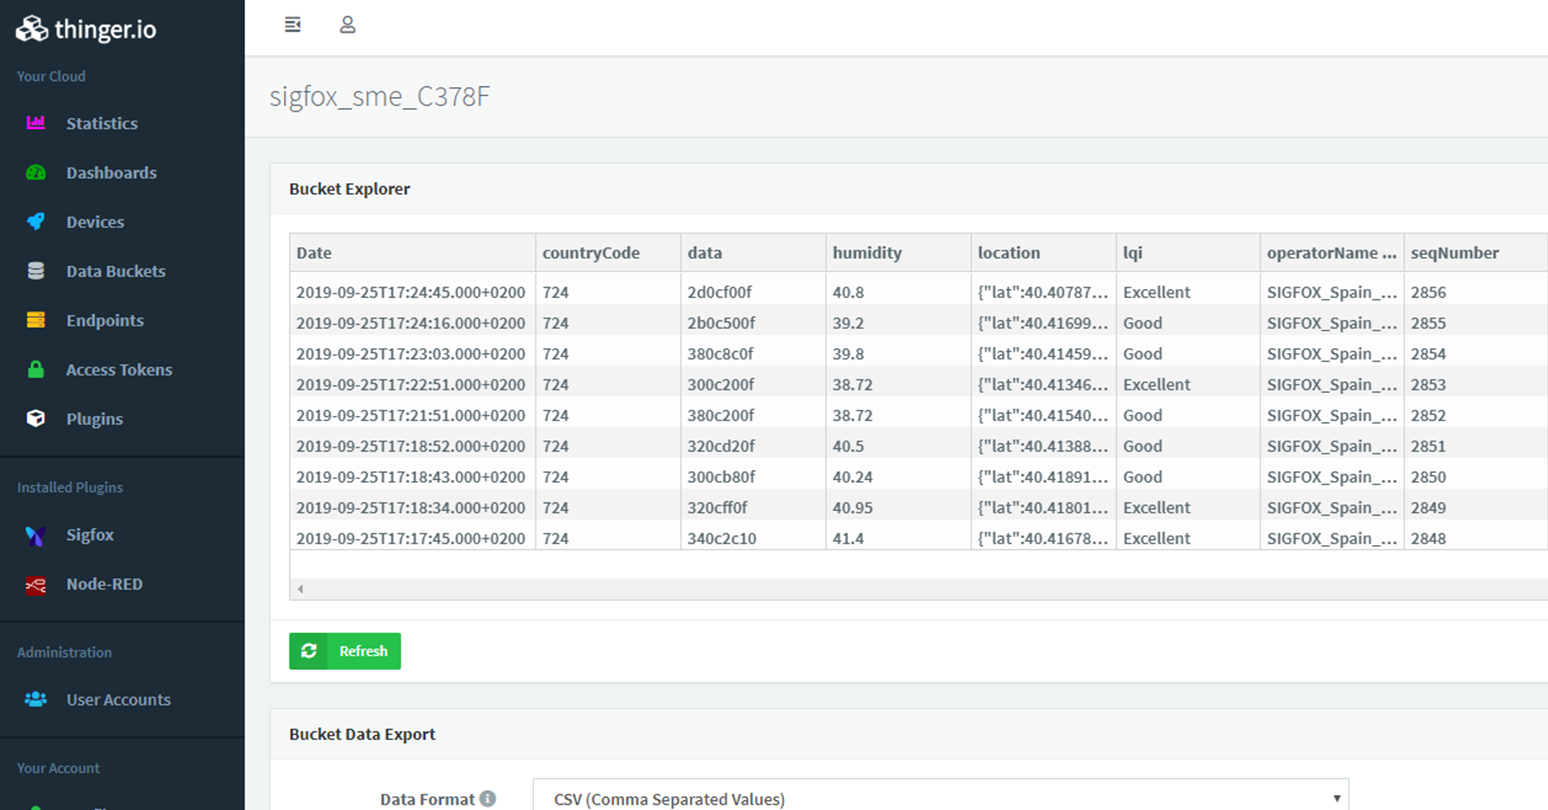 thinger.io
Your Cloud
Statistics
Dashboards
Devices
Data Buckets
Endpoints
Access Tokens
Plugins
Installed Plugins
Sigfox
Node-RED
Administration
User Accounts
Your Account
sigfox_sme_C378F
Bucket Explorer
Date countryCode data humidity location lqi operatorName ... seqNumber
2019-09-25T17:24:45.000+0200 724 2d0cf00f 40.8 {"lat":40.40787... Excellent SIGFOX_Spain_... 2856
2019-09-25T17:24:16.000+0200 724 2b0c500f 39.2 {"lat":40.41699... Good SIGFOX_Spain_... 2855
2019-09-25T17:23:03.000+0200 724 380c8c0f 39.8 {"lat":40.41459... Good SIGFOX_Spain_... 2854
2019-09-25T17:22:51.000+0200 724 300c200f 38.72 {"lat":40.41346... Excellent SIGFOX_Spain_... 2853
2019-09-25T17:21:51.000+0200 724 380c200f 38.72 {"lat":40.41540... Good SIGFOX_Spain_... 2852
2019-09-25T17:18:52.000+0200 724 320cd20f 40.5 {"lat":40.41388... Good SIGFOX_Spain_... 2851
2019-09-25T17:18:43.000+0200 724 300cb80f 40.24 {"lat":40.41891... Good SIGFOX_Spain_... 2850
2019-09-25T17:18:34.000+0200 724 320cff0f 40.95 {"lat":40.41801... Excellent SIGFOX_Spain_... 2849
2019-09-25T17:17:45.000+0200 724 340c2c10 41.4 {"lat":40.41678... Excellent SIGFOX_Spain_... 2848
Refresh
Bucket Data Export
Data Format CSV (Comma Separated Values)